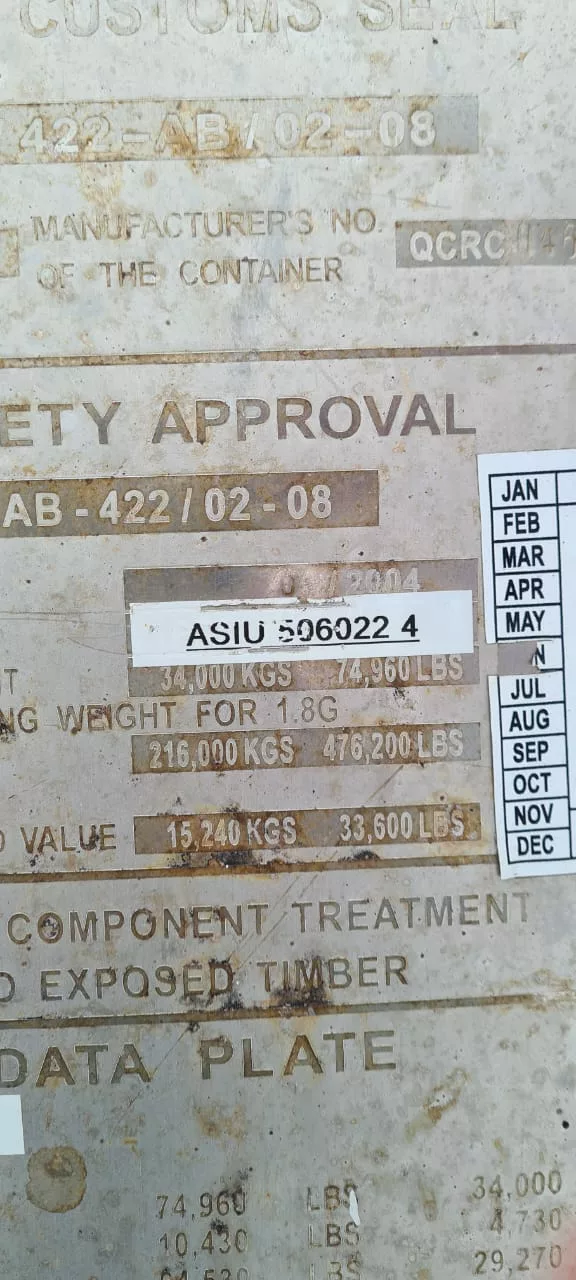 CUSTOMS SEAL
422-AB/02-08
MANUFACTURER'S NO.
OF THE CONTAINER
QCRC
ETY APPROVAL
AB-422/02-08
/2004
ASIU 506022 4
34,000 KGS 74,960 LBS
NG WEIGHT FOR 1.8G
216,000 KGS 476,200 LBS
VALUE 15,240 KGS 33,600 LBS
JAN
FEB
MAR
APR
MAY
N
JUL
AUG
SEP
OCT
NOV
DEC
COMPONENT TREATMENT
EXPOSED TIMBER
DATA PLATE
74,960 LBS 34,000
10,430 LBS 4,730
LBS 29,270